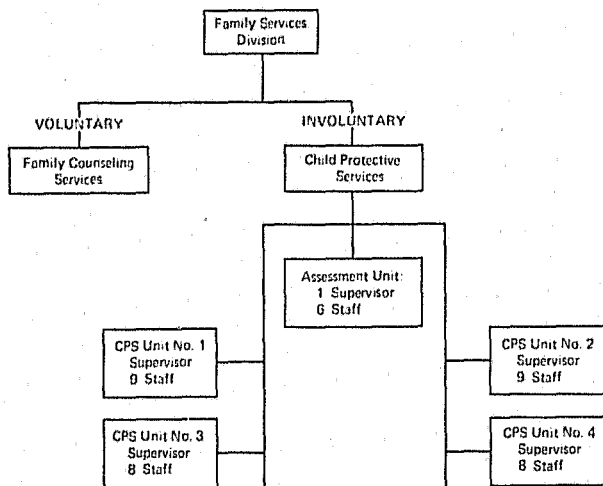 Family Services
Division
VOLUNTARY
INVOLUNTARY
Family Counseling
Services
Child Protective
Services
Assessment Unit:
1 Supervisor
6 Staff
CPS Unit No. 1
Supervisor
9 Staff
CPS Unit No. 2
Supervisor
9 Staff
CPS Unit No. 3
Supervisor
8 Staff
CPS Unit No. 4
Supervisor
8 Staff